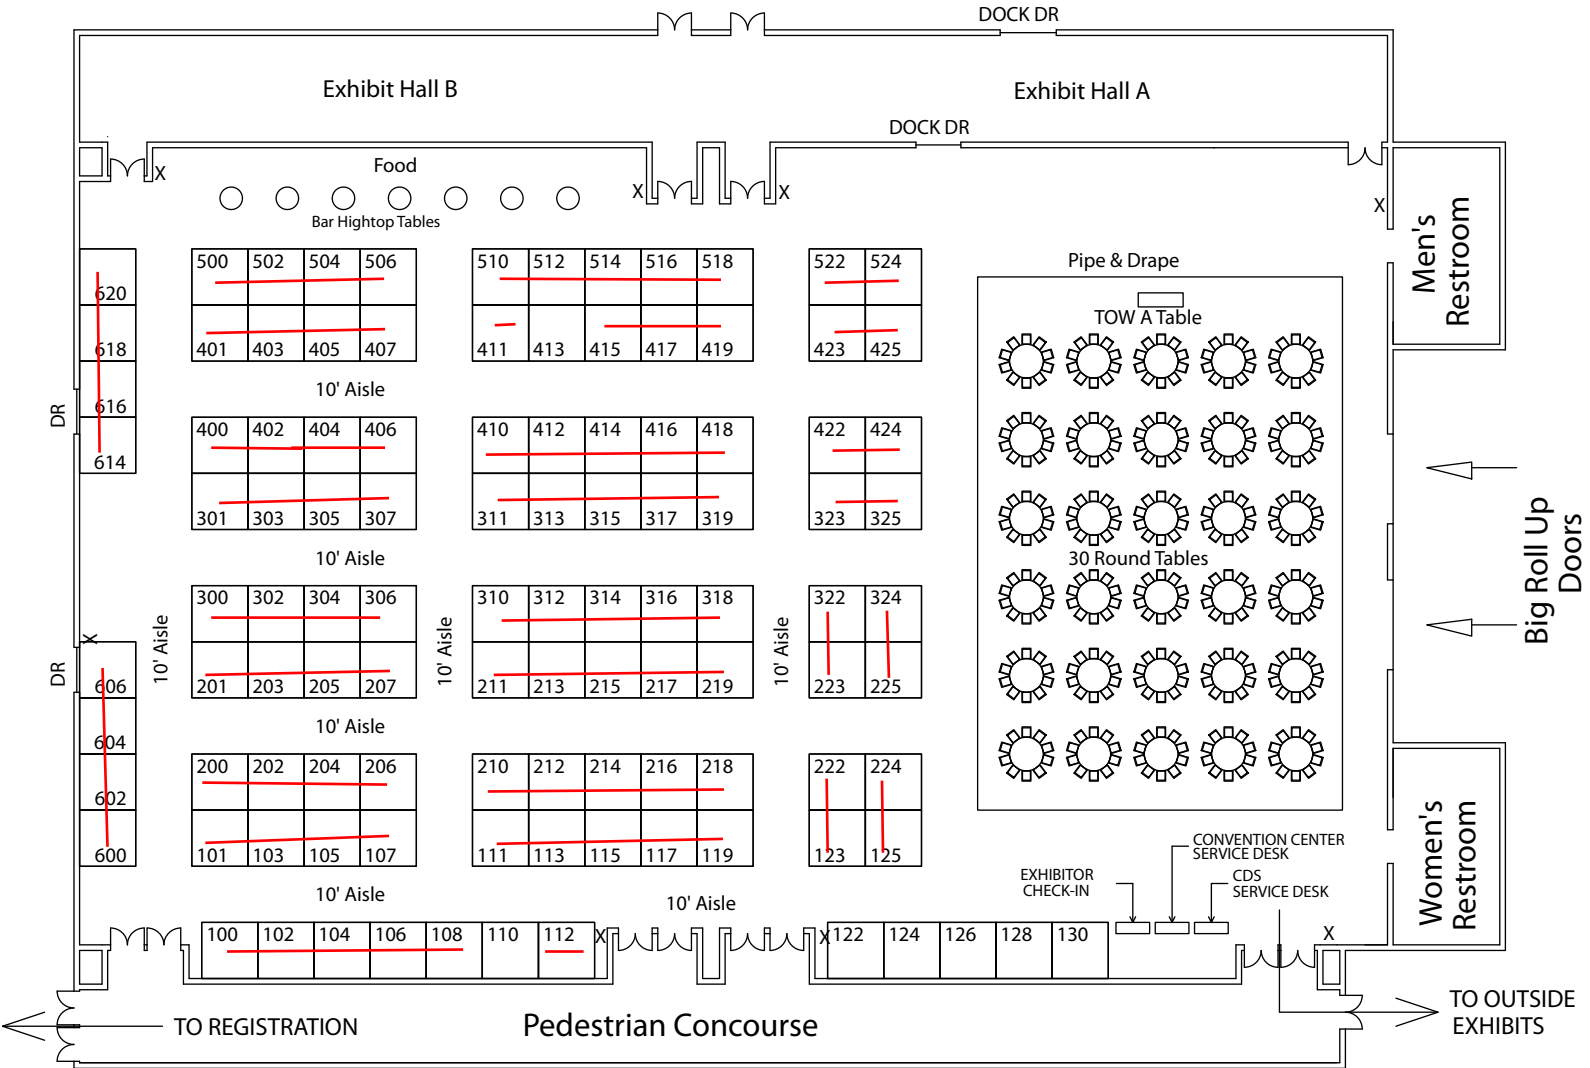 DOCK DR
Exhibit Hall B
Exhibit Hall A
DOCK DR
Food
X
X
X
X
Bar Hightop Tables
Men's
Restroom
500 502 504 506
510 512 514 516 518
522 524
Pipe & Drape
620
TOW A Table
618
401 403 405 407
411 413 415 417 419
423 425
10' Aisle
616
DR
400 402 404 406
410 412 414 416 418
422 424
614
301 303 305 307
311 313 315 317 319
323 325
10' Aisle
30 Round Tables
Big Roll Up
Doors
300 302 304 306
310 312 314 316 318
322 324
X
10' Aisle
10' Aisle
10' Aisle
DR
606
201 203 205 207
211 213 215 217 219
223 225
10' Aisle
604
200 202 204 206
210 212 214 216 218
222 224
602
600
101 103 105 107
111 113 115 117 119
123 125
CONVENTION CENTER
SERVICE DESK
EXHIBITOR
CHECK-IN
CDS
SERVICE DESK
Women's
Restroom
10' Aisle
10' Aisle
100 102 104 106 108 110 112
X
X
122 124 126 128 130
X
TO REGISTRATION
Pedestrian Concourse
TO OUTSIDE
EXHIBITS